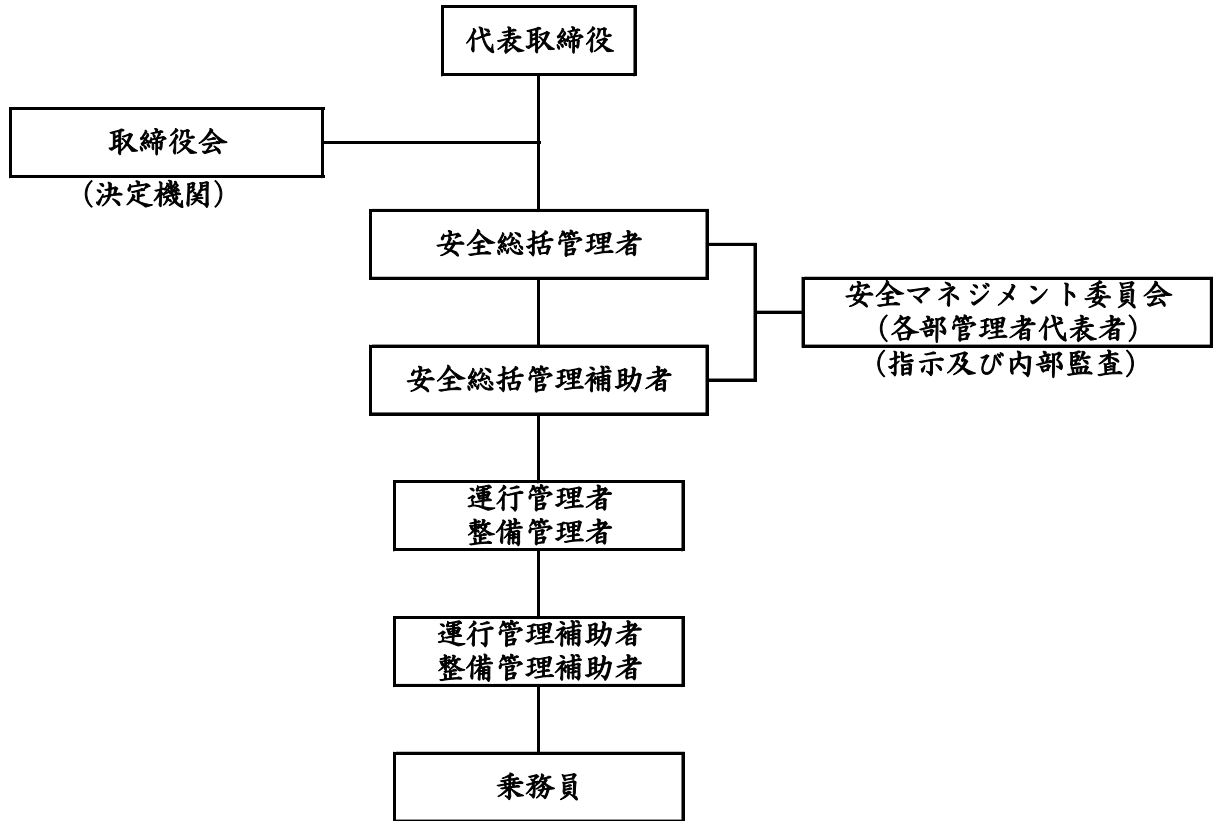 代表取締役
取締役会
(決定機関)
安全総括管理者
安全マネジメント委員会
(各部管理者代表者)
(指示及び内部監査)
安全総括管理補助者
運行管理者
整備管理者
運行管理補助者
整備管理補助者
乗務員